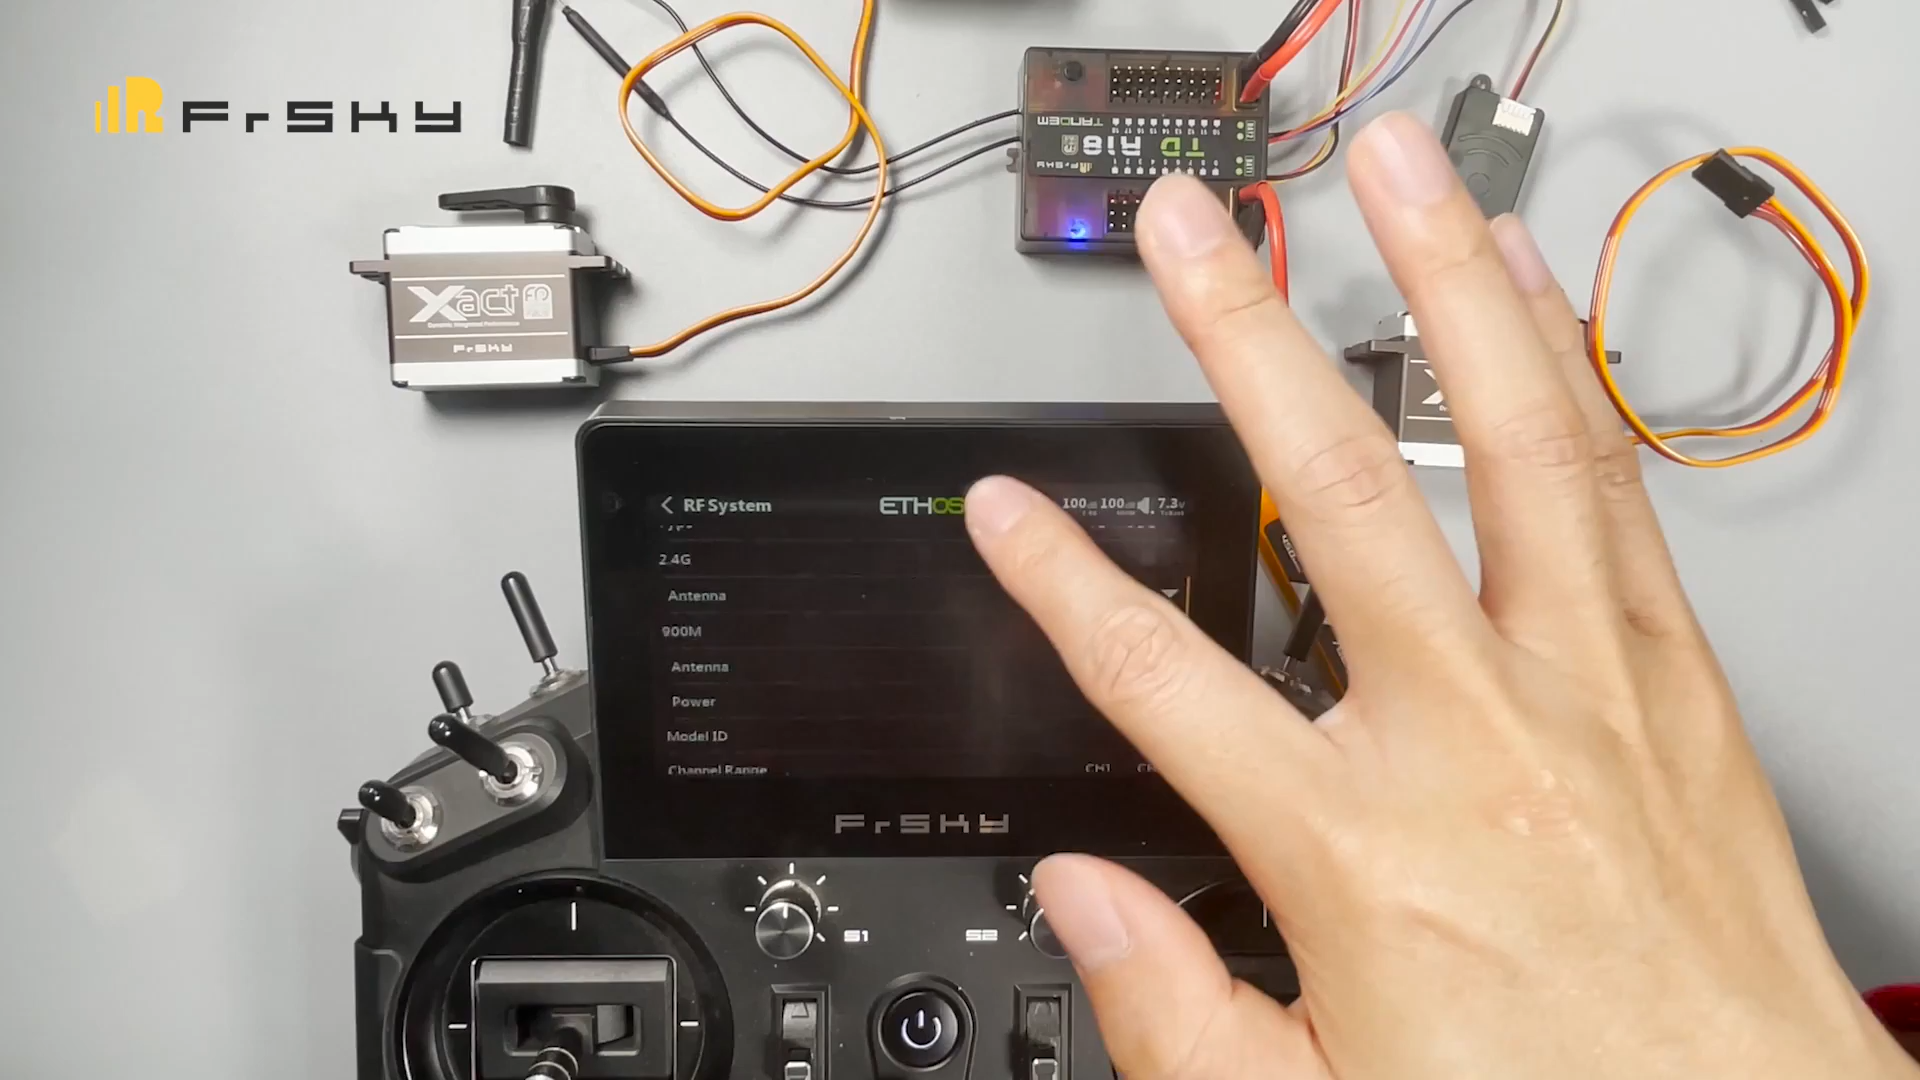 FrSKY
TANDEM
TD R18
FrSKY
Xact
FrSKY
RF System
ETHOS
100 100 7.3v
2.4G
Antenna
900M
Antenna
Power
Model ID
Channel Range
CH1
FrSKY
S1
S2